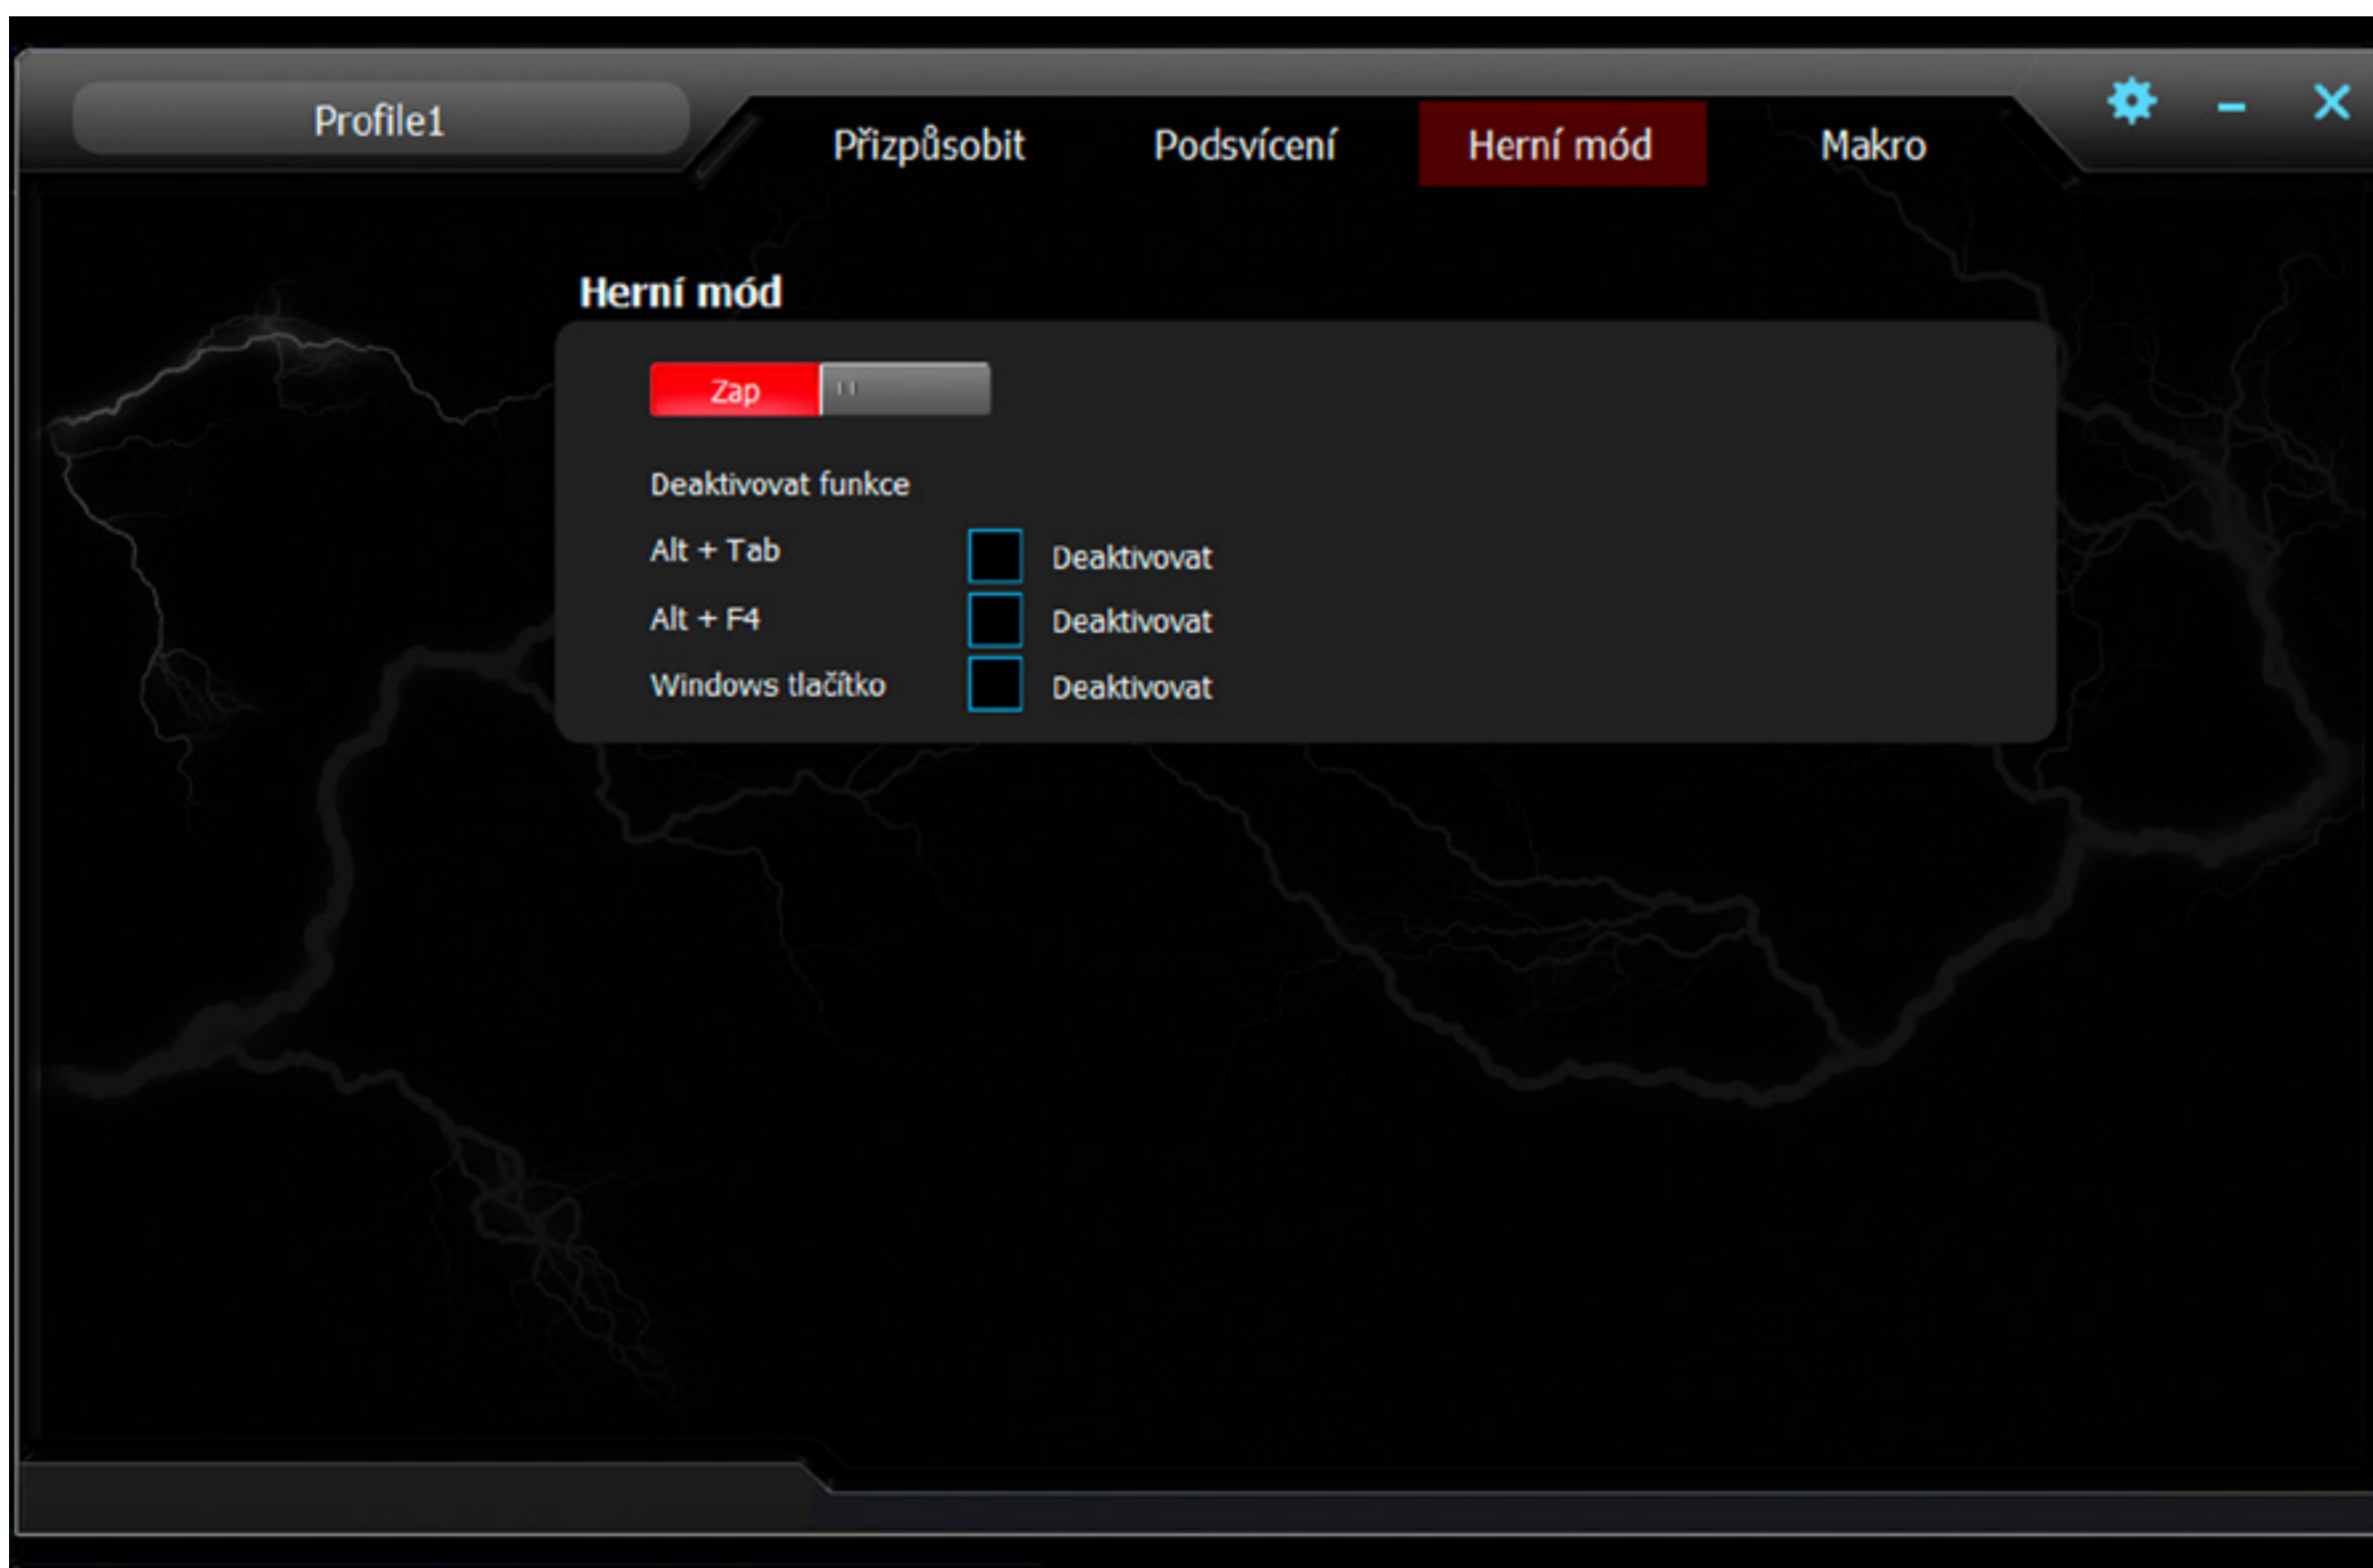 Profile1
Přizpůsobit Podsvícení Herní mód Makro
Herní mód
Zap
Deaktivovat funkce
Alt + Tab Deaktivovat
Alt + F4 Deaktivovat
Windows tlačítko Deaktivovat